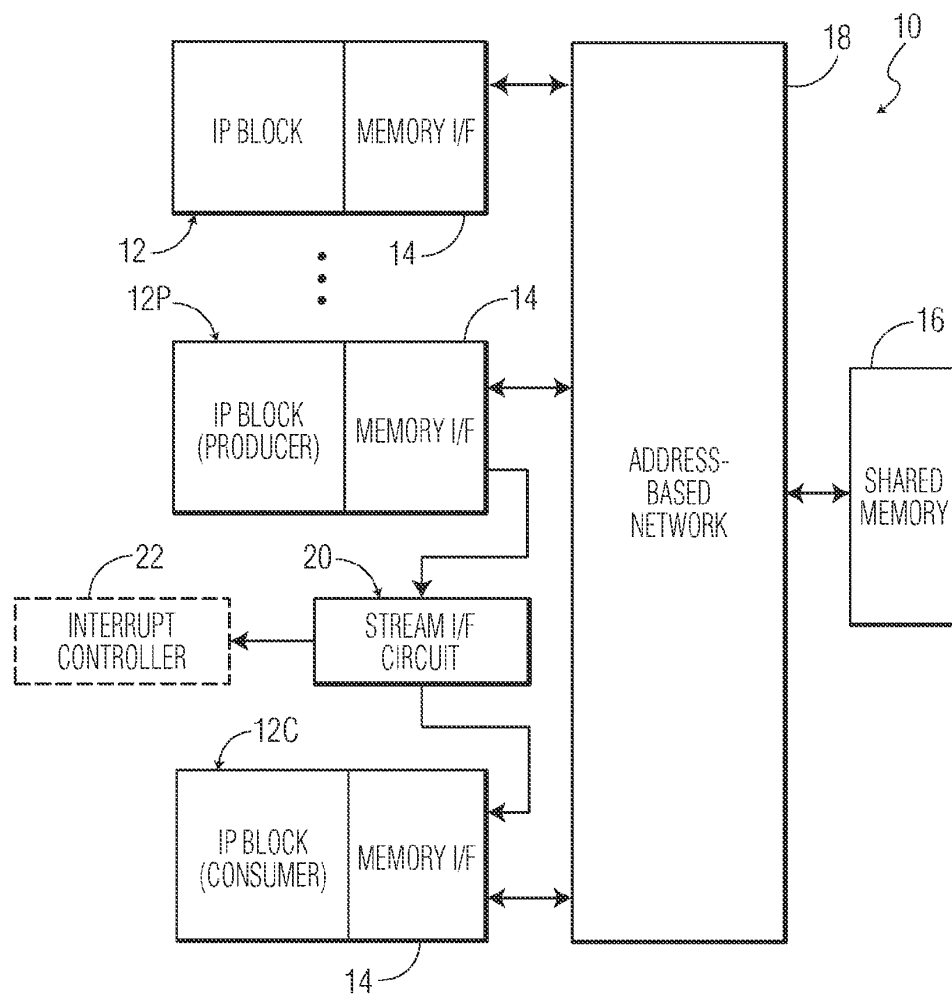 10
18
IP BLOCK
MEMORY I/F
12
14
12P
14
16
IP BLOCK
(PRODUCER)
MEMORY I/F
ADDRESS-
BASED
NETWORK
SHARED
MEMORY
22
20
INTERRUPT
CONTROLLER
STREAM I/F
CIRCUIT
12C
IP BLOCK
(CONSUMER)
MEMORY I/F
14